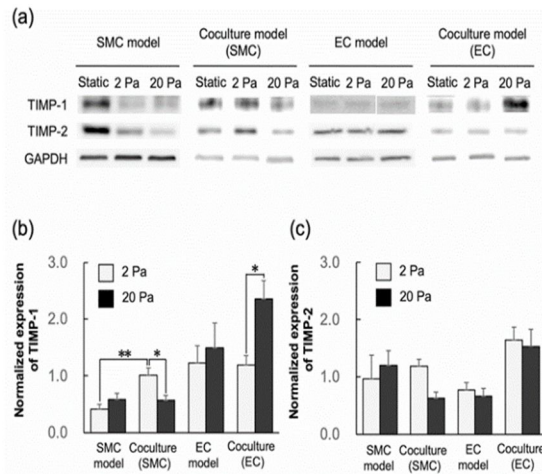 (a)
SMC model
Coculture model
(SMC)
EC model
Coculture model
(EC)
Static 2 Pa 20 Pa Static 2 Pa 20 Pa Static 2 Pa 20 Pa Static 2 Pa 20 Pa
TIMP-1
TIMP-2
GAPDH
(b)
Normalized expression
of TIMP-1
3.0
2.0
1.0
0.0
2 Pa
20 Pa
**
*
*
SMC
model
Coculture
(SMC)
EC
model
Coculture
(EC)
(c)
Normalized expression
of TIMP-2
3.0
2.0
1.0
0.0
2 Pa
20 Pa
SMC
model
Coculture
(SMC)
EC
model
Coculture
(EC)